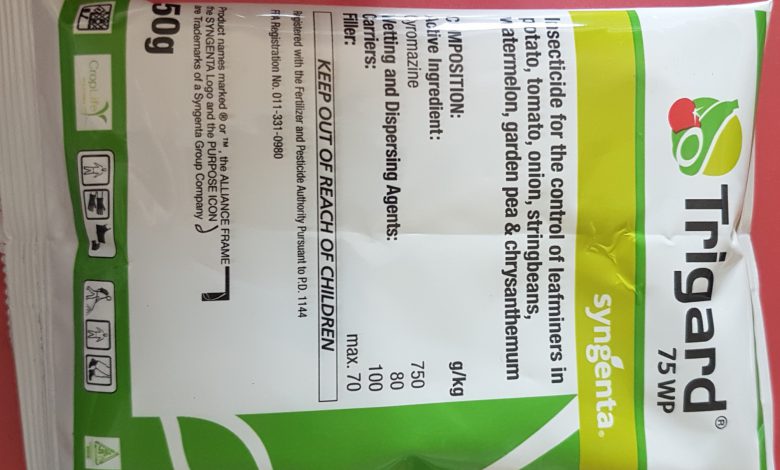 Trigard®
75 WP
syngenta®
Insecticide for the control of leafminers in
potato, tomato, onion, stringbeans,
watermelon, garden pea & chrysanthemum
COMPOSITION: g/kg
Active Ingredient:
cyromazine 750
Wetting and Dispersing Agents: 80
Carriers: 100
Filler: max. 70
KEEP OUT OF REACH OF CHILDREN
Registered with the Fertilizer and Pesticide Authority Pursuant to P.D. 1144
FPA Registration No. 011-331-0980
50g
Product names marked ® or ™, the ALLIANCE FRAME
the SYNGENTA Logo and the PURPOSE ICON
are Trademarks of a Syngenta Group Company
CropLife